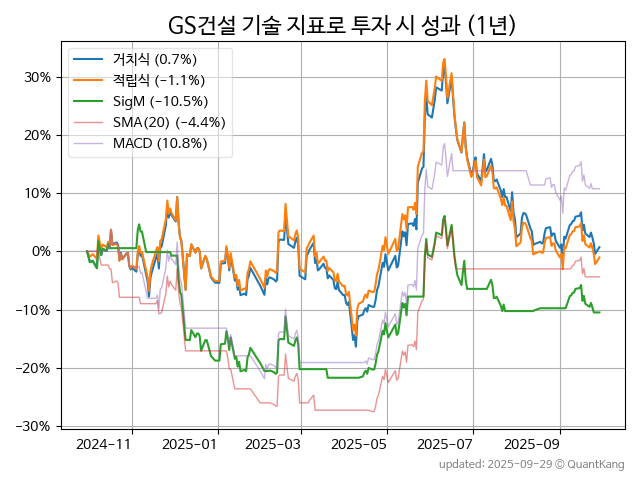 GS건설 기술 지표로 투자 시 성과 (1년)
거치식 (0.7%)
적립식 (−1.1%)
SigM (−10.5%)
SMA(20) (−4.4%)
MACD (10.8%)
30%
20%
10%
0%
−10%
−20%
−30%
2024-11 2025-01 2025-03 2025-05 2025-07 2025-09
updated: 2025-09-29 © QuantKang